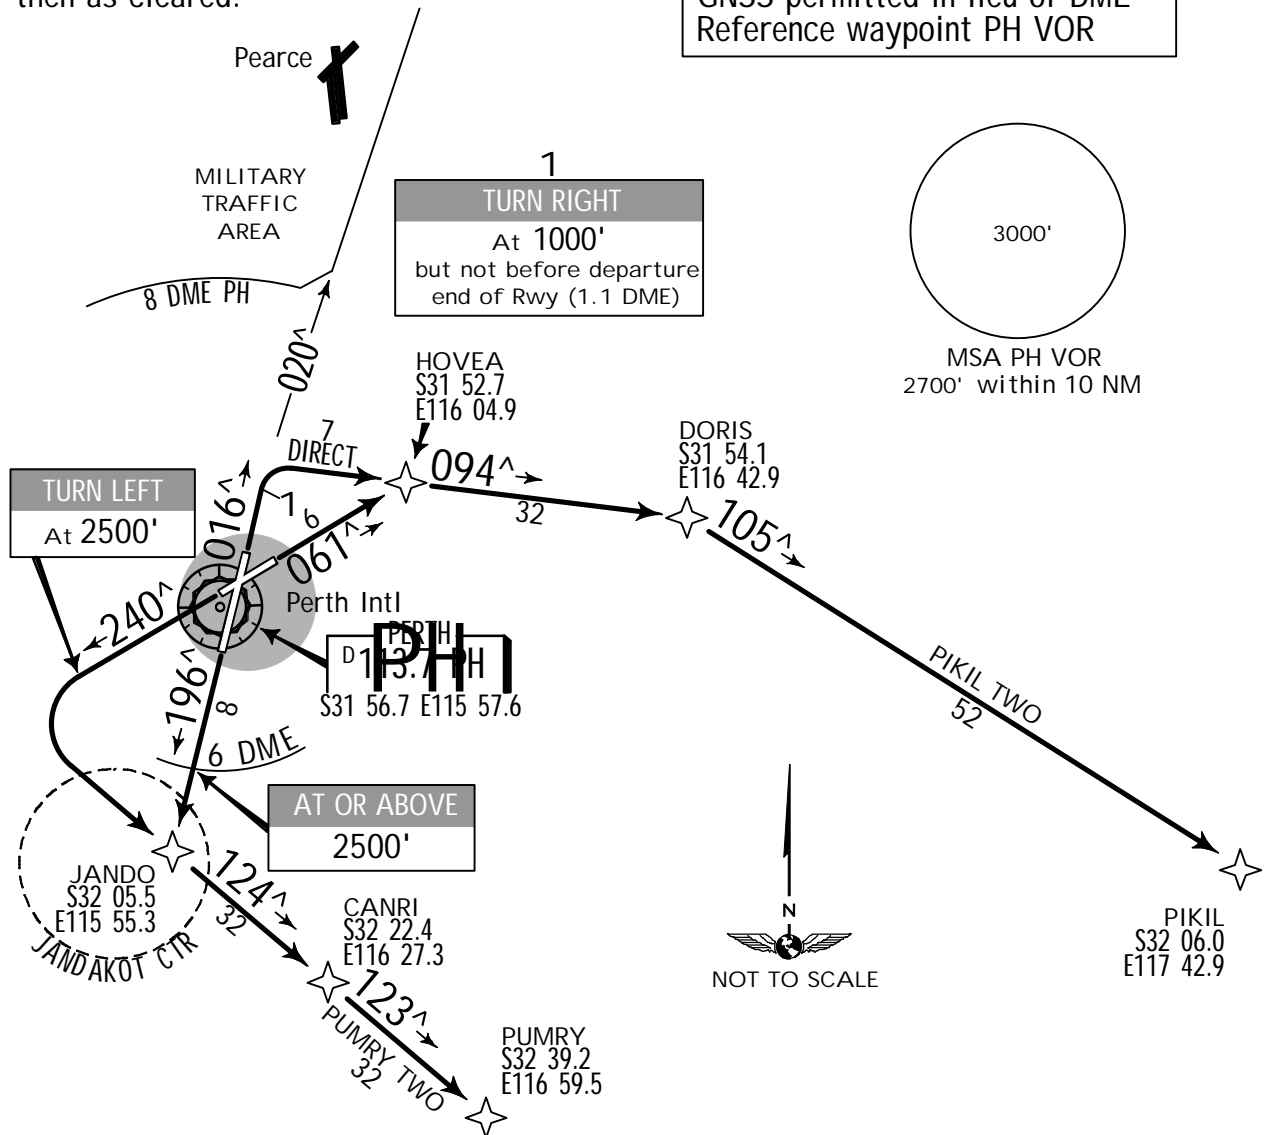 then as cleared.
GNSS permitted in lieu of DME
Reference waypoint PH VOR
Pearce
MILITARY
TRAFFIC
AREA
8 DME PH
1
TURN RIGHT
At 1000'
but not before departure
end of Rwy (1.1 DME)
3000'
MSA PH VOR
2700' within 10 NM
020^
HOVEA
S31 52.7
E116 04.9
7
DIRECT
094^
32
DORIS
S31 54.1
E116 42.9
105^
TURN LEFT
At 2500'
016^
1
6
061^
240^
Perth Intl
PERTH
D 113.7 PH
PH
S31 56.7 E115 57.6
196^
8
6 DME
PIKIL TWO
52
AT OR ABOVE
2500'
JANDO
S32 05.5
E115 55.3
JANDAKOT CTR
124^
32
CANRI
S32 22.4
E116 27.3
123^
PUMRY TWO
32
PUMRY
S32 39.2
E116 59.5
N
NOT TO SCALE
PIKIL
S32 06.0
E117 42.9